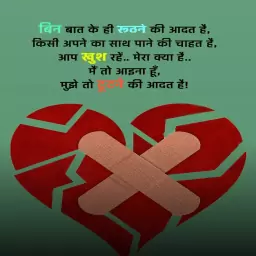 बिन बात के ही रूठने की आदत है,
किसी अपने का साथ पाने की चाहत है,
आप खुश रहें.. मेरा क्या है..
मैं तो आइना हूँ,
मुझे तो टूटने की आदत है!